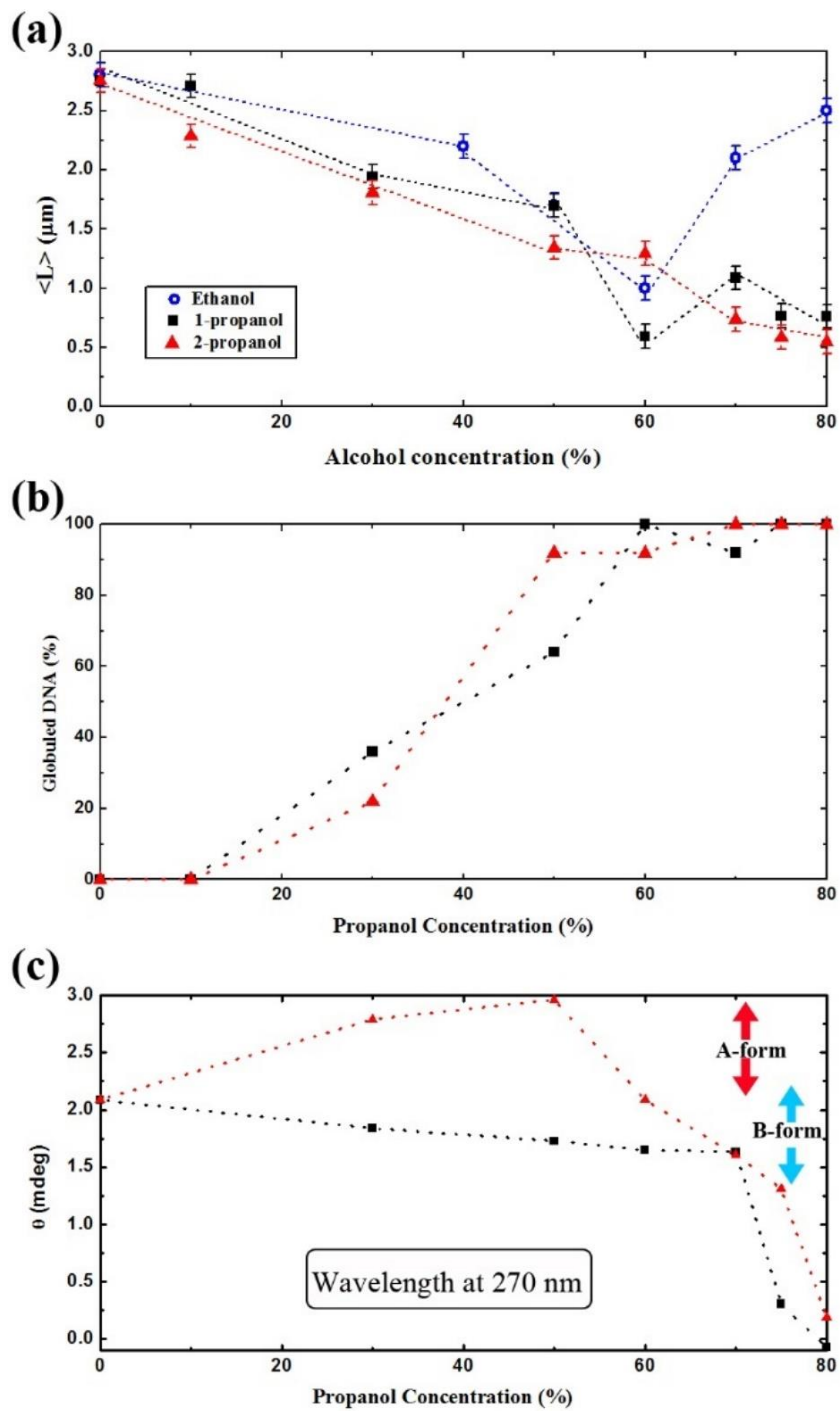 (a)
3.0
2.5
2.0
1.5
1.0
0.5
0.0
<L> (µm)
Ethanol
1-propanol
2-propanol
0 20 40 60 80
Alcohol concentration (%)
(b)
100
80
60
40
20
0
Globuled DNA (%)
0 20 40 60 80
Propanol Concentration (%)
(c)
3.0
2.5
2.0
1.5
1.0
0.5
0.0
θ (mdeg)
A-form
B-form
Wavelength at 270 nm
0 20 40 60 80
Propanol Concentration (%)